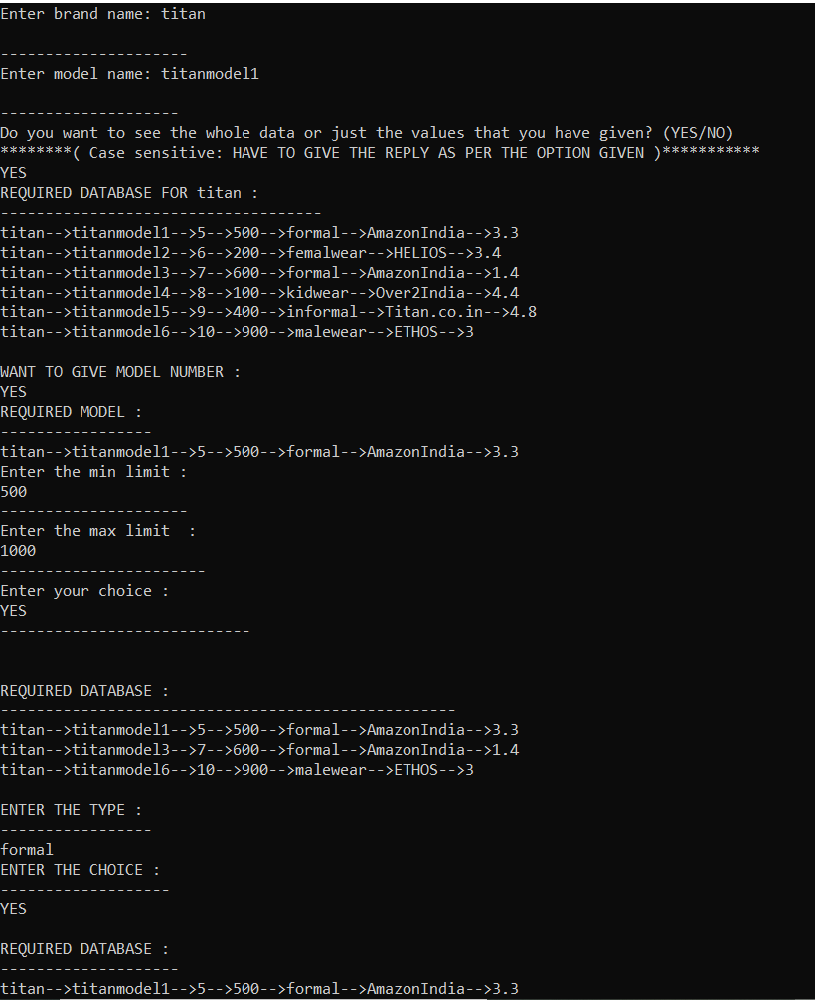 Enter brand name: titan
---------------------
Enter model name: titanmodel1
--------------------
Do you want to see the whole data or just the values that you have given? (YES/NO)
********( Case sensitive: HAVE TO GIVE THE REPLY AS PER THE OPTION GIVEN )***********
YES
REQUIRED DATABASE FOR titan :
------------------------------------
titan-->titanmodel1-->5-->500-->formal-->AmazonIndia-->3.3
titan-->titanmodel2-->6-->200-->femalwear-->HELIOS-->3.4
titan-->titanmodel3-->7-->600-->formal-->AmazonIndia-->1.4
titan-->titanmodel4-->8-->100-->kidwear-->Over2India-->4.4
titan-->titanmodel5-->9-->400-->informal-->Titan.co.in-->4.8
titan-->titanmodel6-->10-->900-->malewear-->ETHOS-->3
WANT TO GIVE MODEL NUMBER :
YES
REQUIRED MODEL :
-----------------
titan-->titanmodel1-->5-->500-->formal-->AmazonIndia-->3.3
Enter the min limit :
500
---------------------
Enter the max limit  :
1000
-----------------------
Enter your choice :
YES
----------------------------
REQUIRED DATABASE :
---------------------------------------------------
titan-->titanmodel1-->5-->500-->formal-->AmazonIndia-->3.3
titan-->titanmodel3-->7-->600-->formal-->AmazonIndia-->1.4
titan-->titanmodel6-->10-->900-->malewear-->ETHOS-->3
ENTER THE TYPE :
-----------------
formal
ENTER THE CHOICE :
-------------------
YES
REQUIRED DATABASE :
--------------------
titan-->titanmodel1-->5-->500-->formal-->AmazonIndia-->3.3